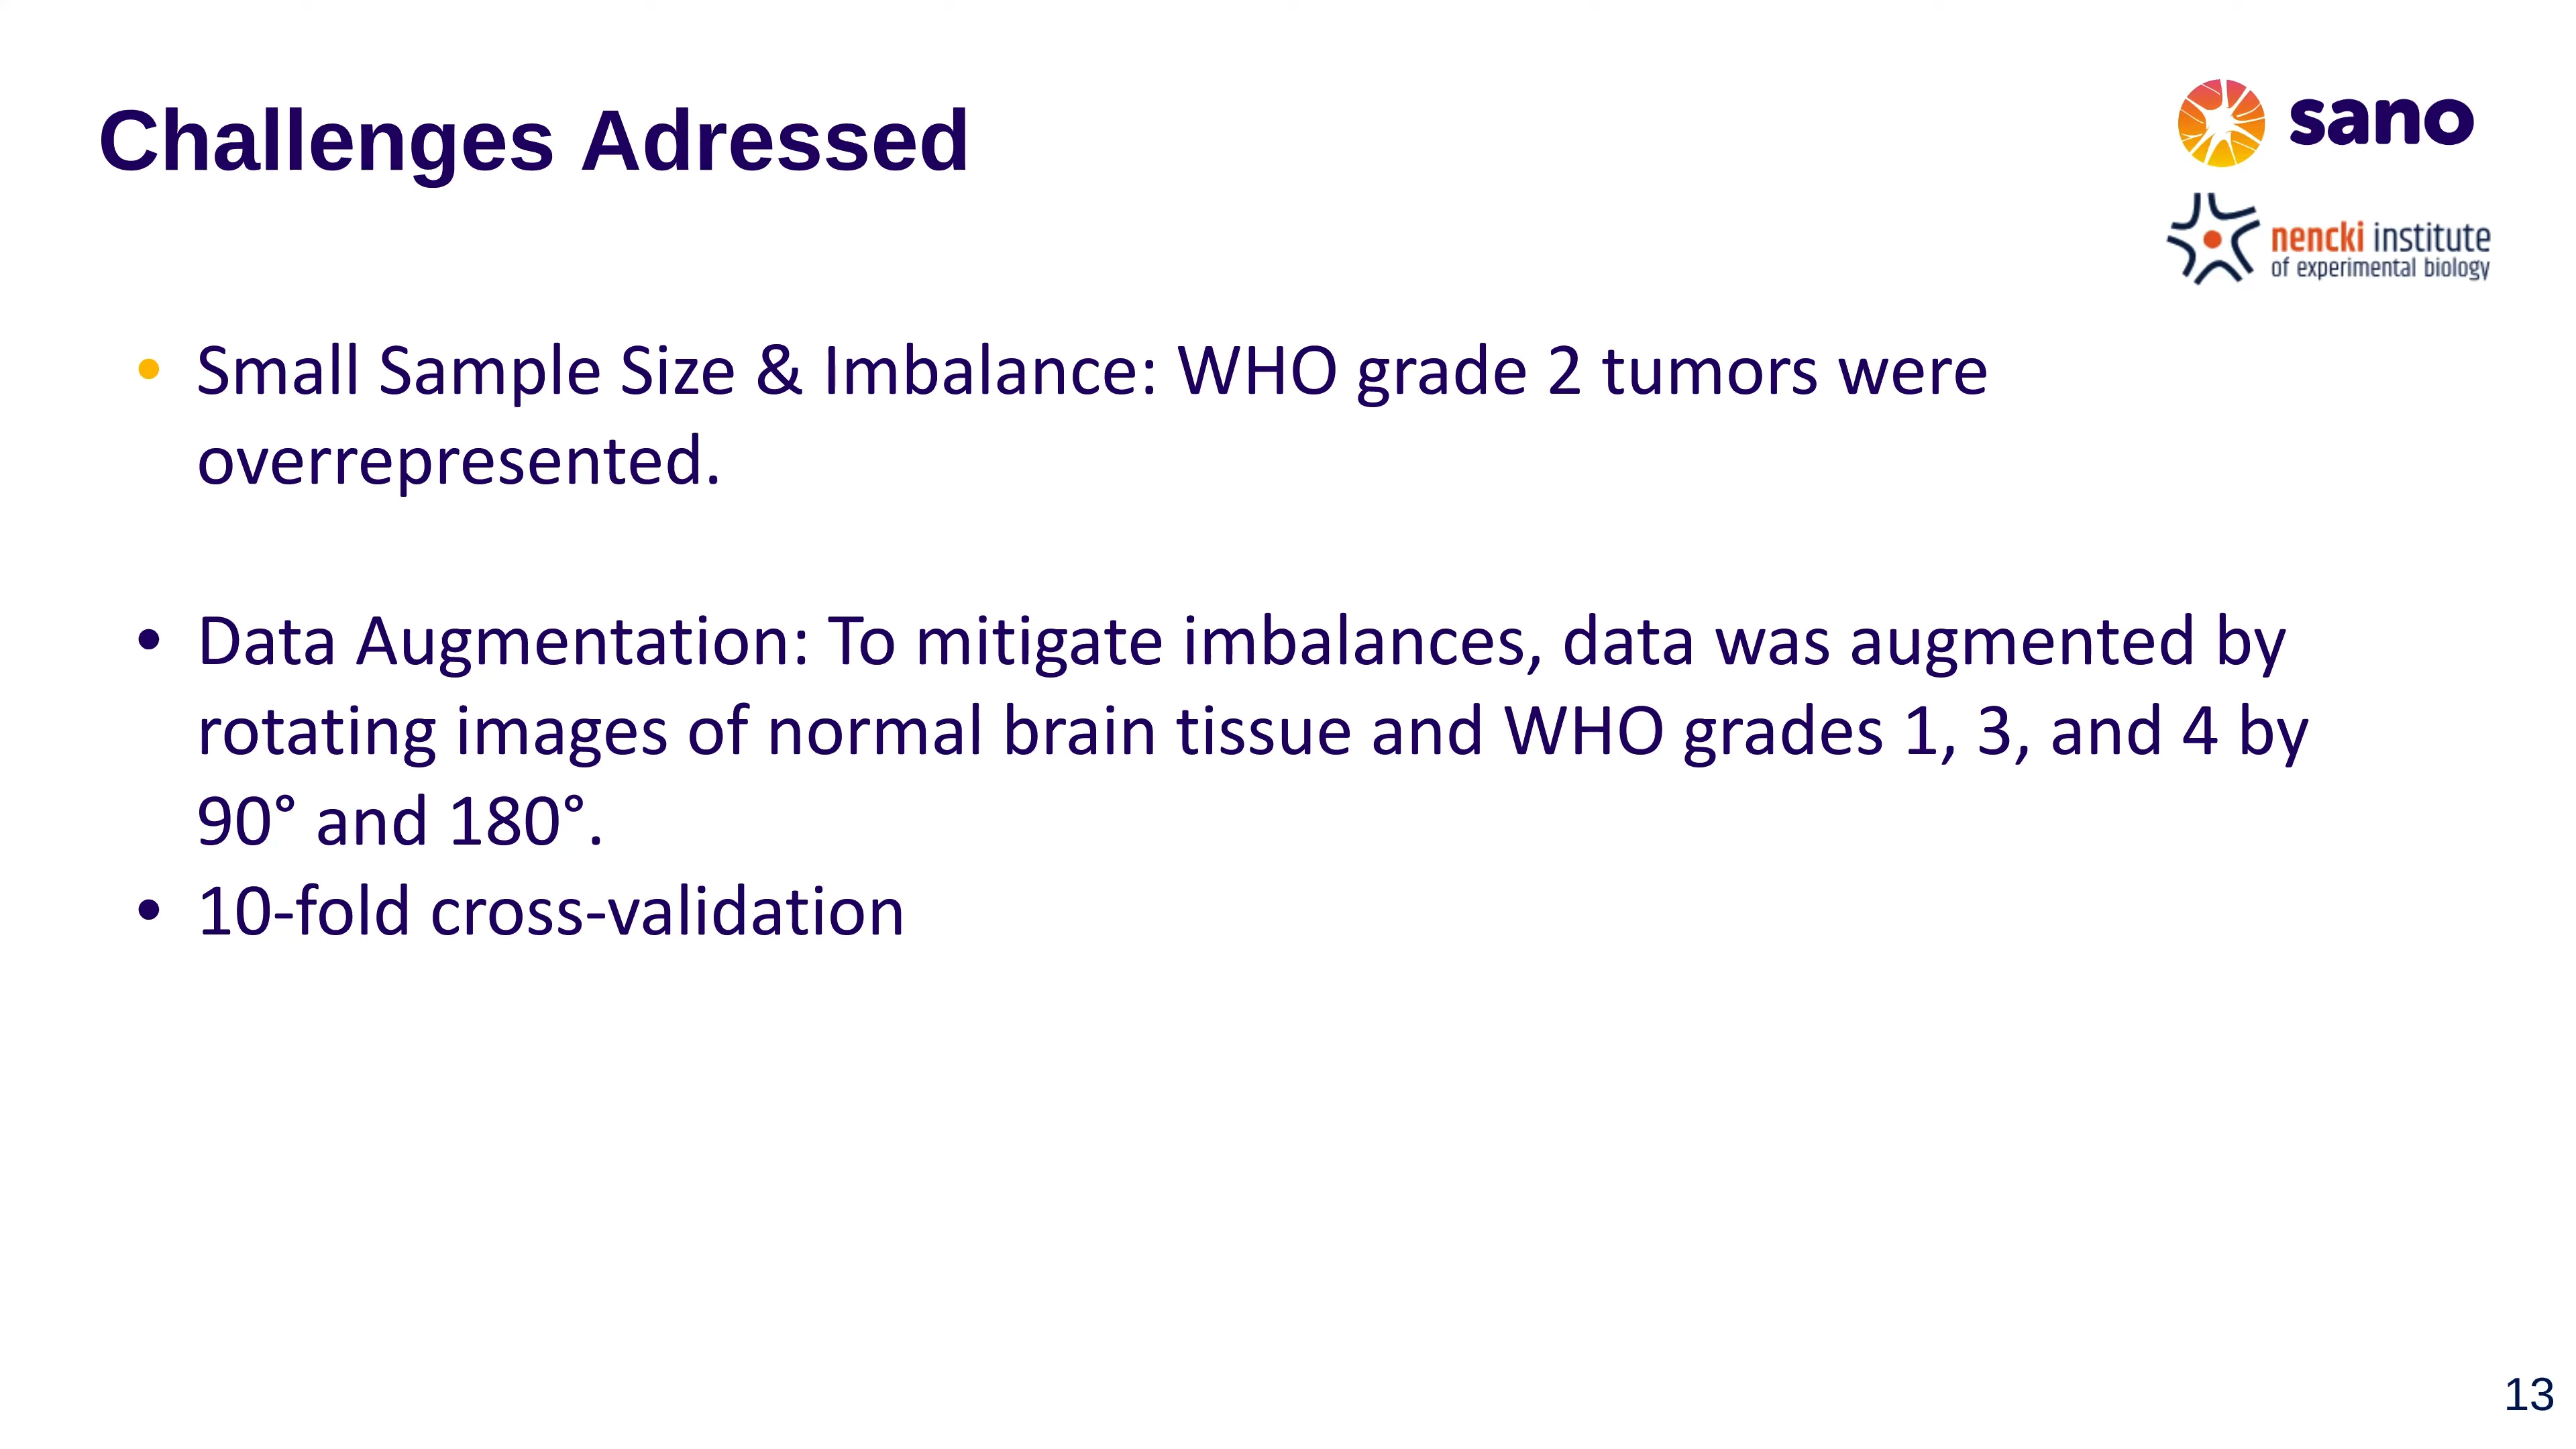 Challenges Adressed
sano
nencki institute
of experimental biology
• Small Sample Size & Imbalance: WHO grade 2 tumors were
overrepresented.
• Data Augmentation: To mitigate imbalances, data was augmented by
rotating images of normal brain tissue and WHO grades 1, 3, and 4 by
90° and 180°.
• 10-fold cross-validation
13